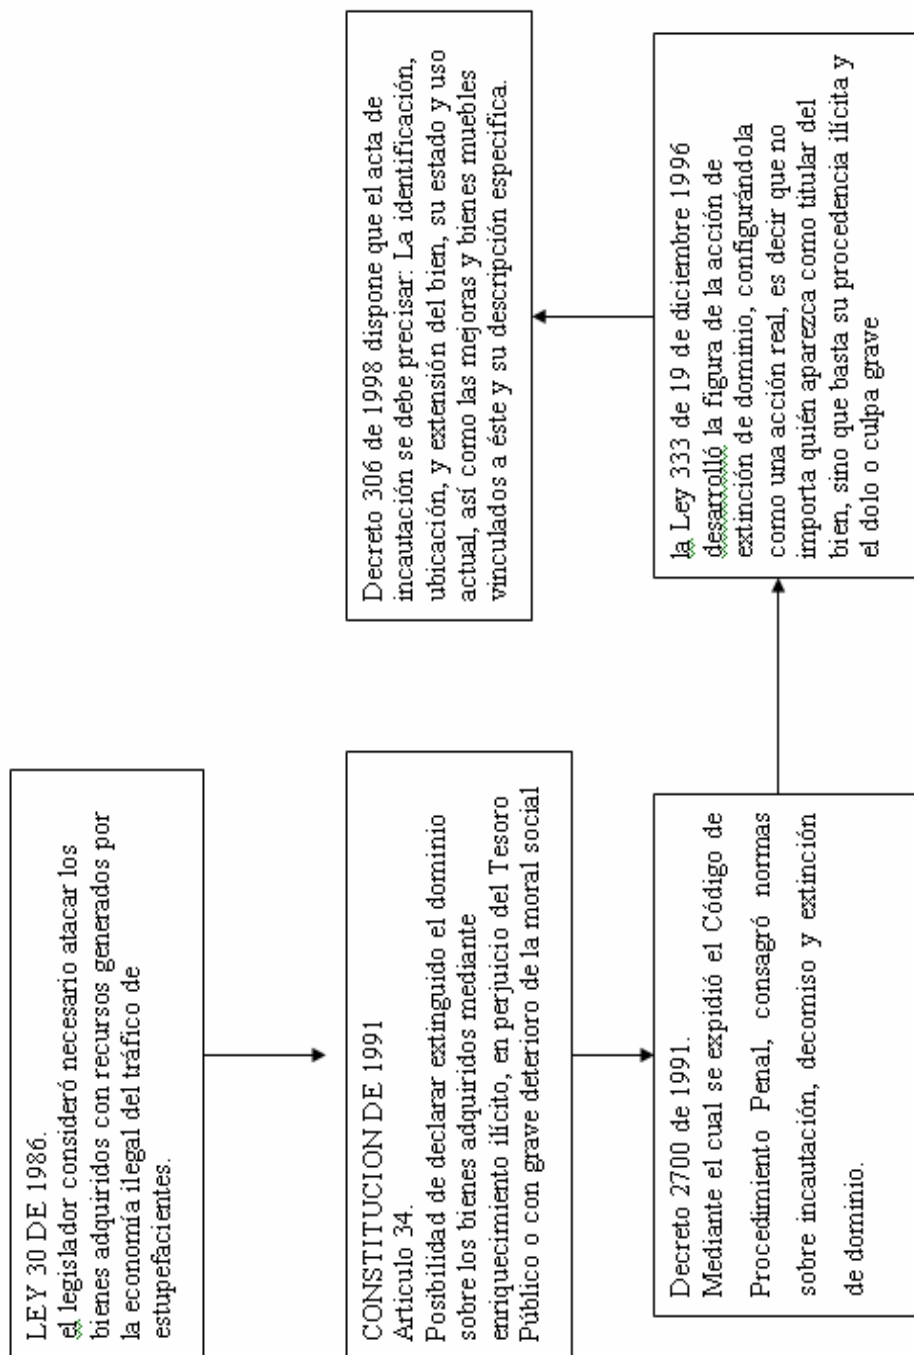 LEY 30 DE 1986.
el legislador consideró necesario atacar los
bienes adquiridos con recursos generados por
la economía ilegal del tráfico de
estupefacientes.
CONSTITUCION DE 1991
Articulo 34.
Posibilidad de declarar extinguido el dominio
sobre los bienes adquiridos mediante
enriquecimiento ilícito, en perjuicio del Tesoro
Público o con grave deterioro de la moral social
Decreto 2700 de 1991.
Mediante el cual se expidió el Código de
Procedimiento Penal, consagró normas
sobre incautación, decomiso y extinción
de dominio.
la Ley 333 de 19 de diciembre 1996
desarrolló la figura de la acción de
extinción de dominio, configurándola
como una acción real, es decir que no
importa quién aparezca como titular del
bien, sino que basta su procedencia ilícita y
el dolo o culpa grave
Decreto 306 de 1998 dispone que el acta de
incautación se debe precisar: La identificación,
ubicación, y extensión del bien, su estado y uso
actual, así como las mejoras y bienes muebles
vinculados a éste y su descripción especifica.